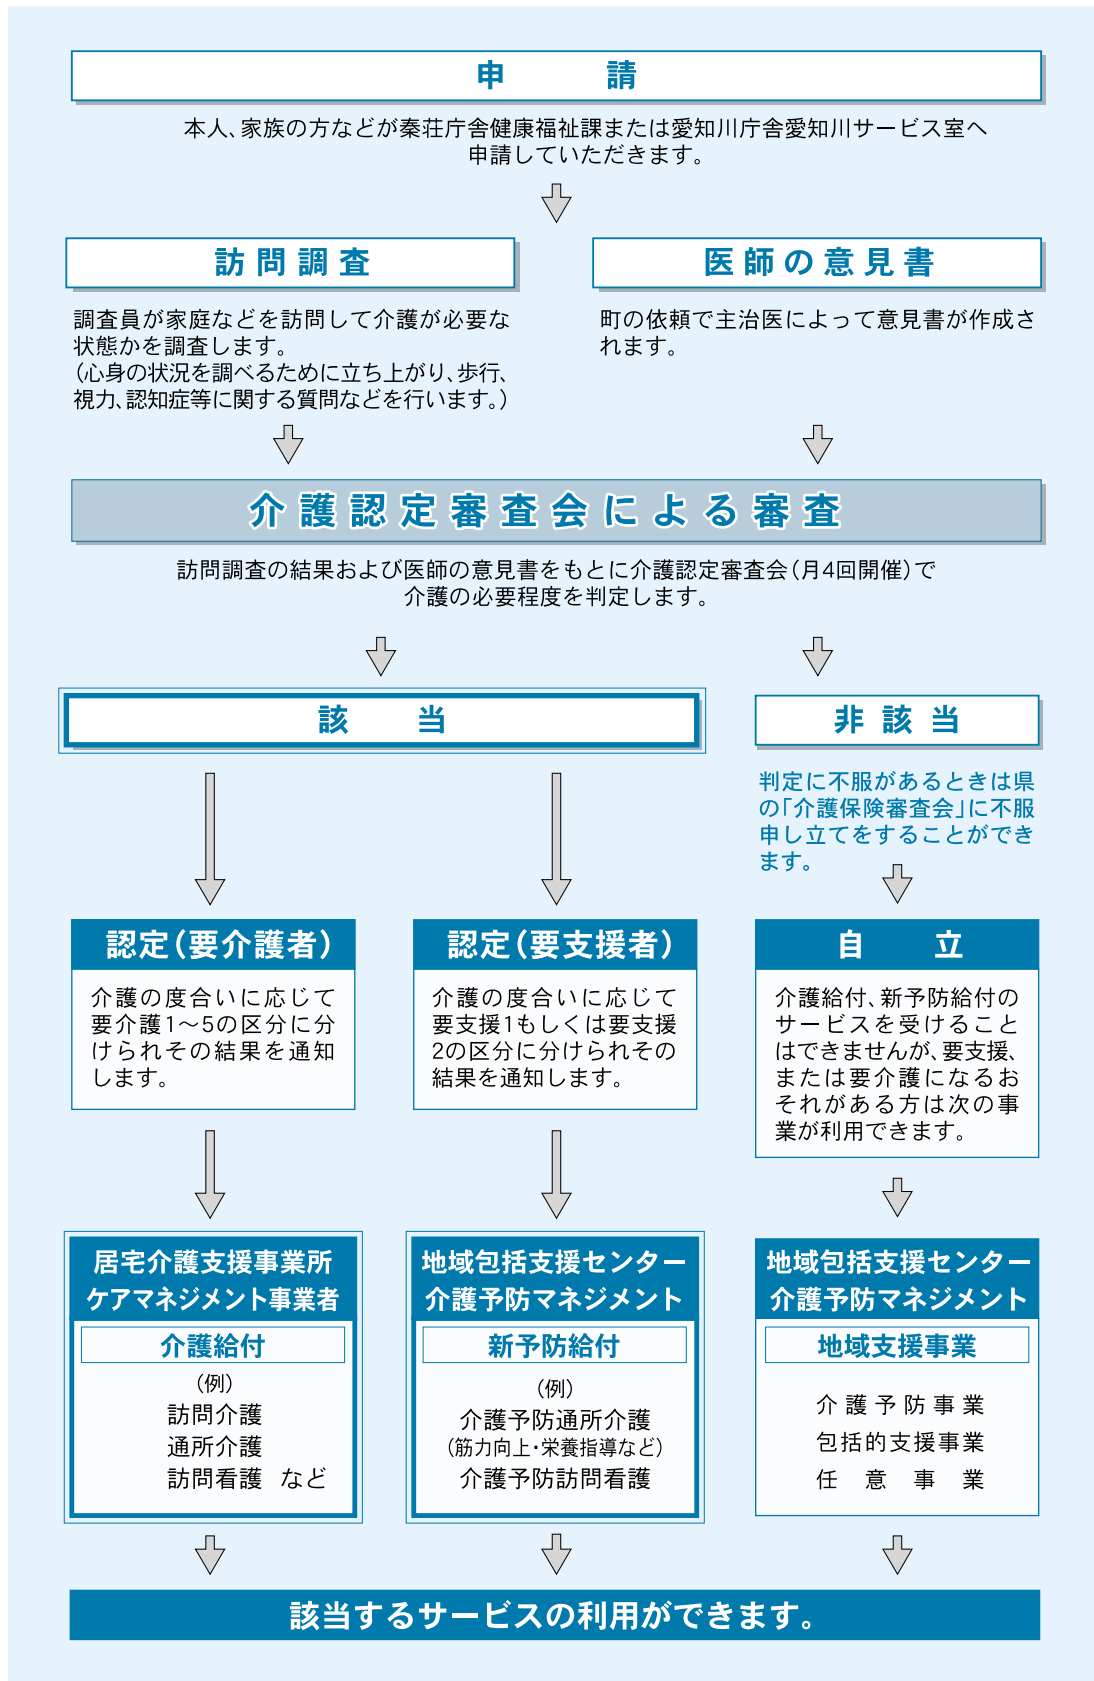 申請
本人、家族の方などが秦荘庁舎健康福祉課または愛知川庁舎愛知川サービス室へ
申請していただきます。
訪問調査
調査員が家庭などを訪問して介護が必要な
状態かを調査します。
(心身の状況を調べるために立ち上がり、歩行、
視力、認知症等に関する質問などを行います。)
医師の意見書
町の依頼で主治医によって意見書が作成さ
れます。
介護認定審査会による審査
訪問調査の結果および医師の意見書をもとに介護認定審査会(月4回開催)で
介護の必要程度を判定します。
該当
非該当
判定に不服があるときは県
の「介護保険審査会」に不服
申し立てをすることができ
ます。
認定(要介護者)
介護の度合いに応じて
要介護1～5の区分に分
けられその結果を通知
します。
認定(要支援者)
介護の度合いに応じて
要支援1もしくは要支援
2の区分に分けられその
結果を通知します。
自立
介護給付、新予防給付の
サービスを受けること
はできませんが、要支援、
または要介護になるお
それがある方は次の事
業が利用できます。
居宅介護支援事業所
ケアマネジメント事業者
介護給付
(例)
訪問介護
通所介護
訪問看護 など
地域包括支援センター
介護予防マネジメント
新予防給付
(例)
介護予防通所介護
(筋力向上・栄養指導など)
介護予防訪問看護
地域包括支援センター
介護予防マネジメント
地域支援事業
介護予防事業
包括的支援事業
任意事業
該当するサービスの利用ができます。